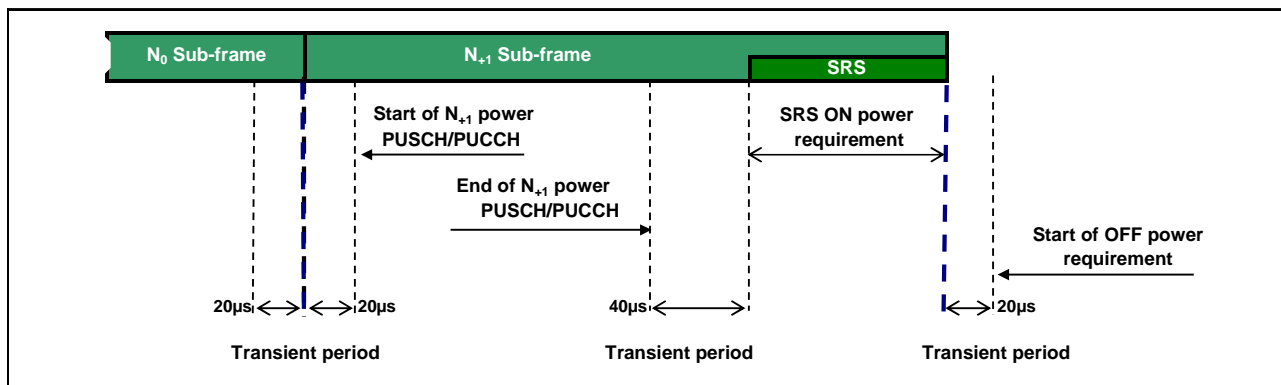 N0 Sub-frame
N+1 Sub-frame
SRS
Start of N+1 power
PUSCH/PUCCH
SRS ON power
requirement
End of N+1 power
PUSCH/PUCCH
Start of OFF power
requirement
20µs
20µs
40µs
20µs
Transient period
Transient period
Transient period